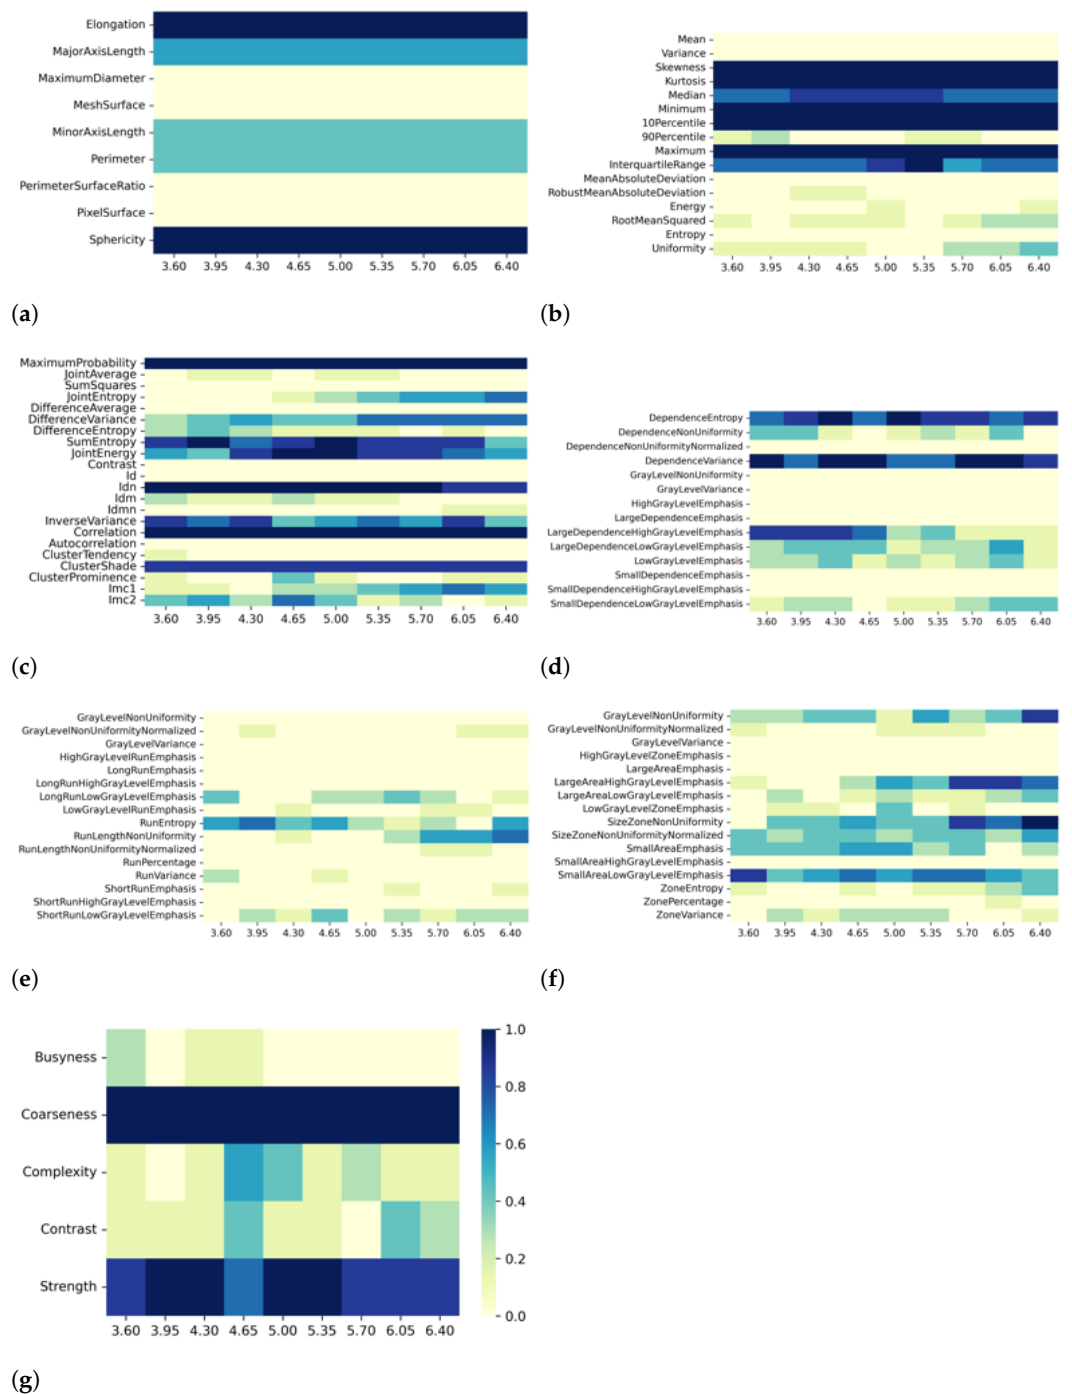 Elongation
MajorAxisLength
MaximumDiameter
MeshSurface
MinorAxisLength
Perimeter
PerimeterSurfaceRatio
PixelSurface
Sphericity
3.60 3.95 4.30 4.65 5.00 5.35 5.70 6.05 6.40
(a)
Mean
Variance
Skewness
Kurtosis
Median
Minimum
10Percentile
90Percentile
Maximum
InterquartileRange
MeanAbsoluteDeviation
RobustMeanAbsoluteDeviation
Energy
RootMeanSquared
Entropy
Uniformity
3.60 3.95 4.30 4.65 5.00 5.35 5.70 6.05 6.40
(b)
MaximumProbability
JointAverage
SumSquares
JointEntropy
DifferenceAverage
DifferenceVariance
DifferenceEntropy
SumEntropy
JointEnergy
Contrast
Id
Idn
Idm
Idmn
InverseVariance
Correlation
Autocorrelation
ClusterTendency
ClusterShade
ClusterProminence
Imc1
Imc2
3.60 3.95 4.30 4.65 5.00 5.35 5.70 6.05 6.40
(c)
DependenceEntropy
DependenceNonUniformity
DependenceNonUniformityNormalized
DependenceVariance
GrayLevelNonUniformity
GrayLevelVariance
HighGrayLevelEmphasis
LargeDependenceEmphasis
LargeDependenceHighGrayLevelEmphasis
LargeDependenceLowGrayLevelEmphasis
LowGrayLevelEmphasis
SmallDependenceEmphasis
SmallDependenceHighGrayLevelEmphasis
SmallDependenceLowGrayLevelEmphasis
3.60 3.95 4.30 4.65 5.00 5.35 5.70 6.05 6.40
(d)
GrayLevelNonUniformity
GrayLevelNonUniformityNormalized
GrayLevelVariance
HighGrayLevelRunEmphasis
LongRunEmphasis
LongRunHighGrayLevelEmphasis
LongRunLowGrayLevelEmphasis
LowGrayLevelRunEmphasis
RunEntropy
RunLengthNonUniformity
RunLengthNonUniformityNormalized
RunPercentage
RunVariance
ShortRunEmphasis
ShortRunHighGrayLevelEmphasis
ShortRunLowGrayLevelEmphasis
3.60 3.95 4.30 4.65 5.00 5.35 5.70 6.05 6.40
(e)
GrayLevelNonUniformity
GrayLevelNonUniformityNormalized
GrayLevelVariance
HighGrayLevelZoneEmphasis
LargeAreaEmphasis
LargeAreaHighGrayLevelEmphasis
LargeAreaLowGrayLevelEmphasis
LowGrayLevelZoneEmphasis
SizeZoneNonUniformity
SizeZoneNonUniformityNormalized
SmallAreaEmphasis
SmallAreaHighGrayLevelEmphasis
SmallAreaLowGrayLevelEmphasis
ZoneEntropy
ZonePercentage
ZoneVariance
3.60 3.95 4.30 4.65 5.00 5.35 5.70 6.05 6.40
(f)
Busyness
Coarseness
Complexity
Contrast
Strength
3.60 3.95 4.30 4.65 5.00 5.35 5.70 6.05 6.40
1.0
0.8
0.6
0.4
0.2
0.0
(g)